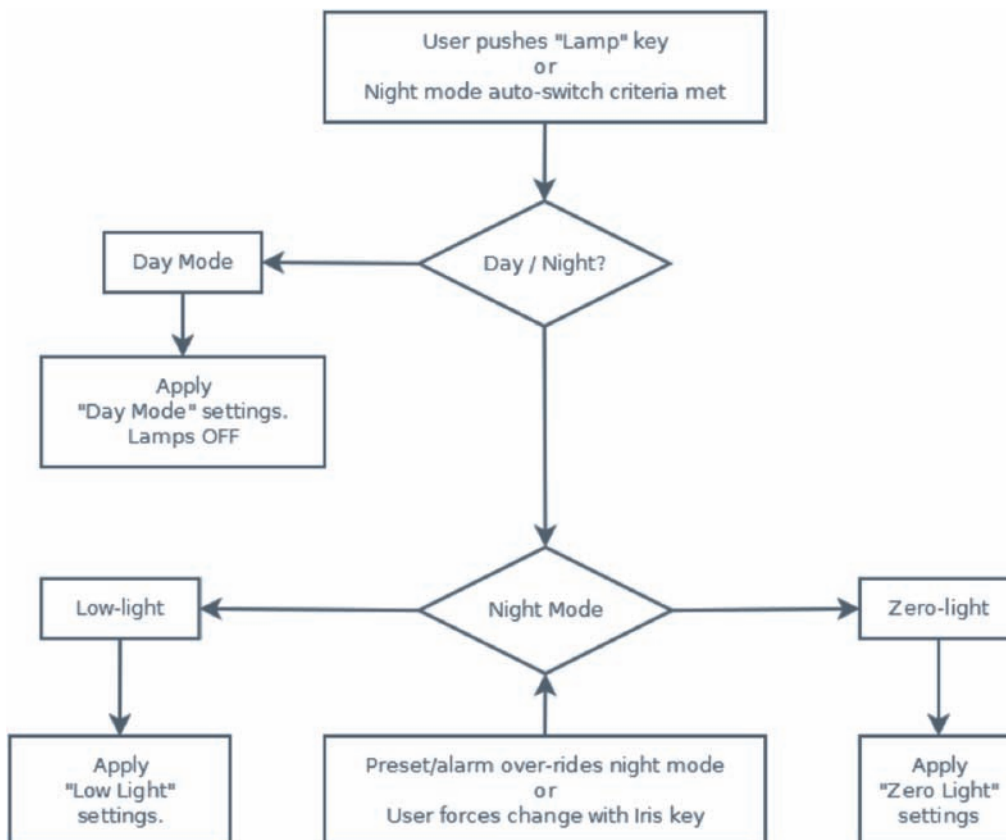 User pushes "Lamp" key
or
Night mode auto-switch criteria met
Day / Night?
Day Mode
Apply
"Day Mode" settings.
Lamps OFF
Night Mode
Low-light
Zero-light
Apply
"Low Light"
settings.
Preset/alarm over-rides night mode
or
User forces change with Iris key
Apply
"Zero Light"
settings